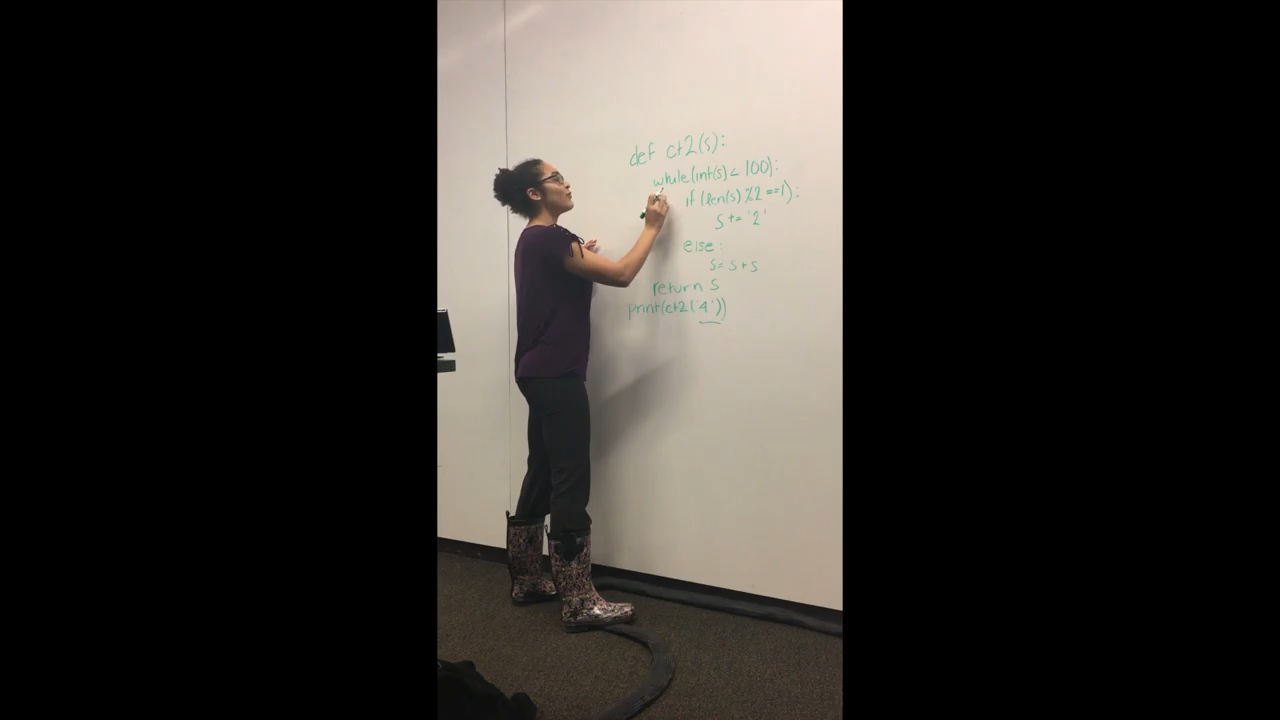 def ct2(s):
while(int(s) < 100):
if (len(s) %2 ==1):
s += '2'
else:
s = s + s
return s
print(ct2('4'))